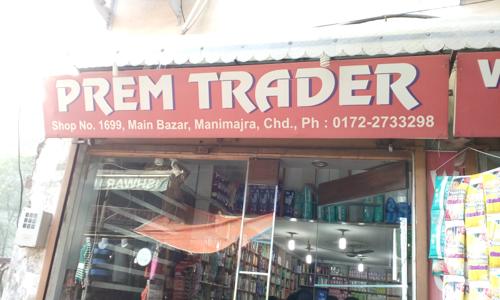 PREM TRADER
Shop No. 1699, Main Bazar, Manimajra, Chd., Ph : 0172-2733298